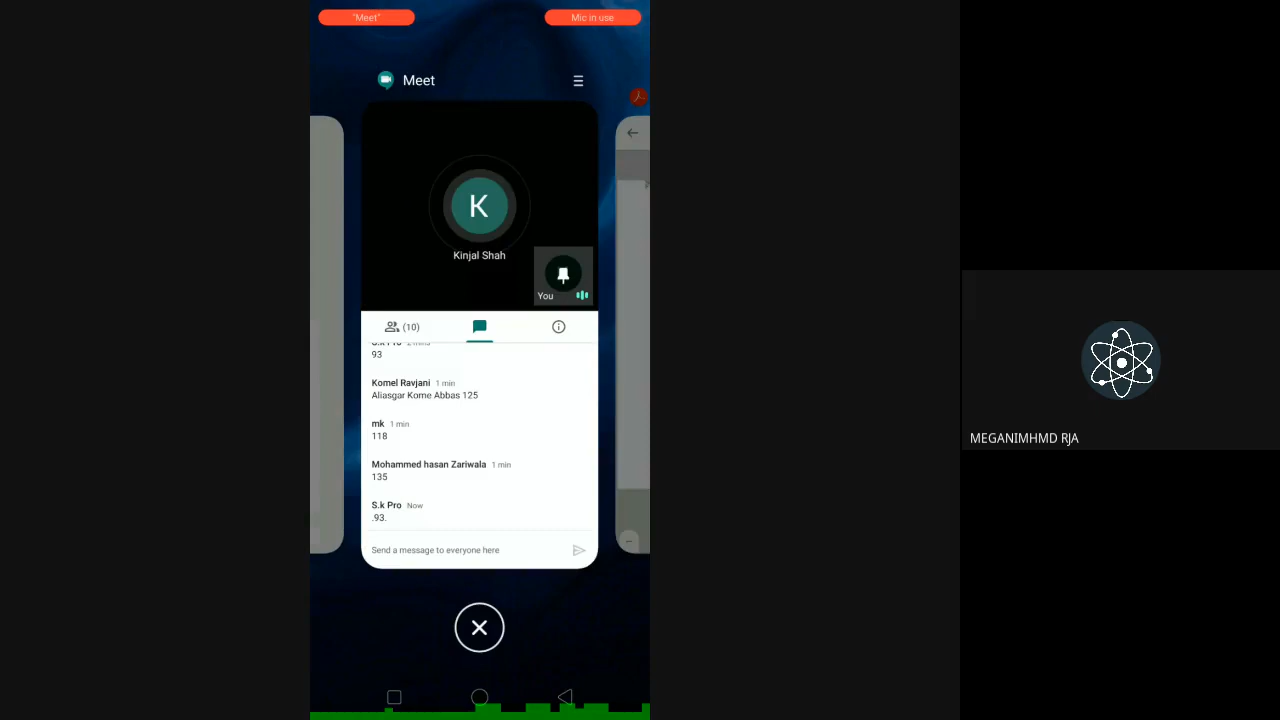 "Meet"
Mic in use
Meet
K
Kinjal Shah
You
(10)
93
Komel Ravjani 1 min
Aliasgar Kome Abbas 125
mk 1 min
118
Mohammed hasan Zariwala 1 min
135
S.k Pro Now
.93.
Send a message to everyone here
MEGANIMHMD RJA